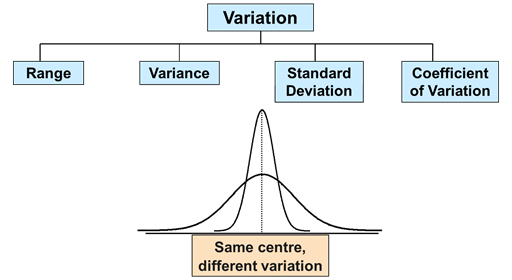 Variation
Range
Variance
Standard
Deviation
Coefficient
of Variation
Same centre,
different variation